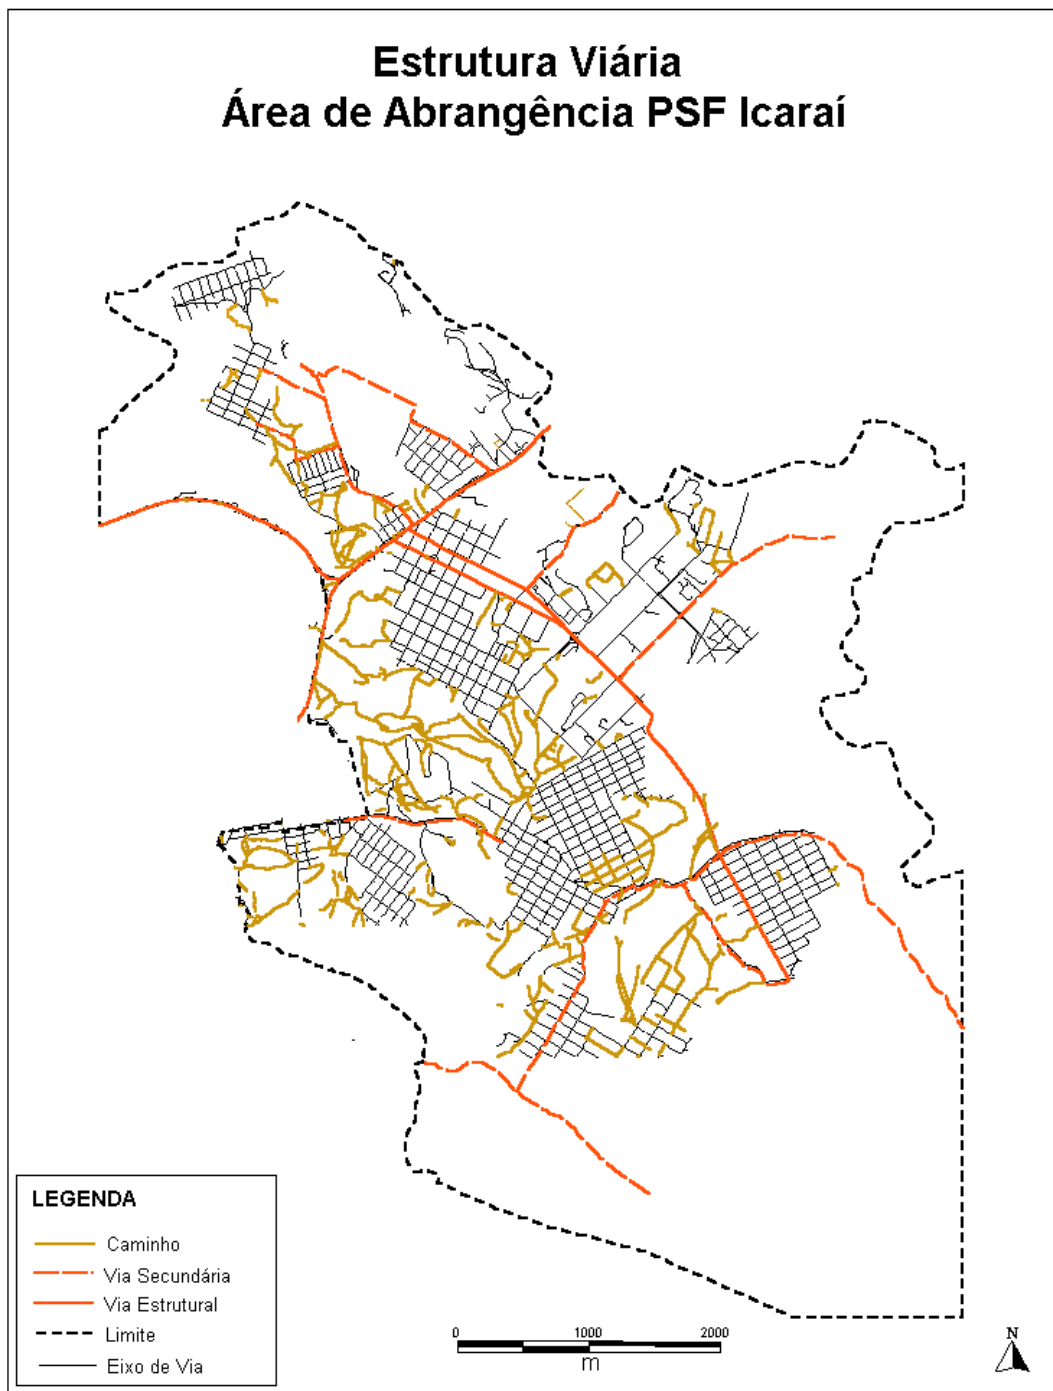 Estrutura Viária
Área de Abrangência PSF Icaraí
LEGENDA
Caminho
Via Secundária
Via Estrutural
Limite
Eixo de Via
0 1000 2000
m
N